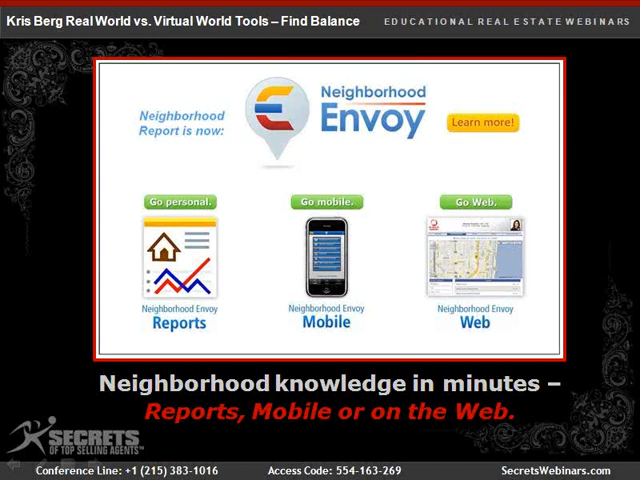 Kris Berg Real World vs. Virtual World Tools – Find Balance
EDUCATIONAL REAL ESTATE WEBINARS
Neighborhood
Report is now:
Neighborhood
Envoy
Learn more!
Go personal.
Go mobile.
Go Web,
Neighborhood Envoy
Reports
Neighborhood Envoy
Mobile
Neighborhood Envoy
Web
Neighborhood knowledge in minutes –
Reports, Mobile or on the Web.
SECRETS
OF TOP SELLING AGENTS™
Conference Line: +1 (215) 383-1016
Access Code: 554-163-269
SecretsWebinars.com